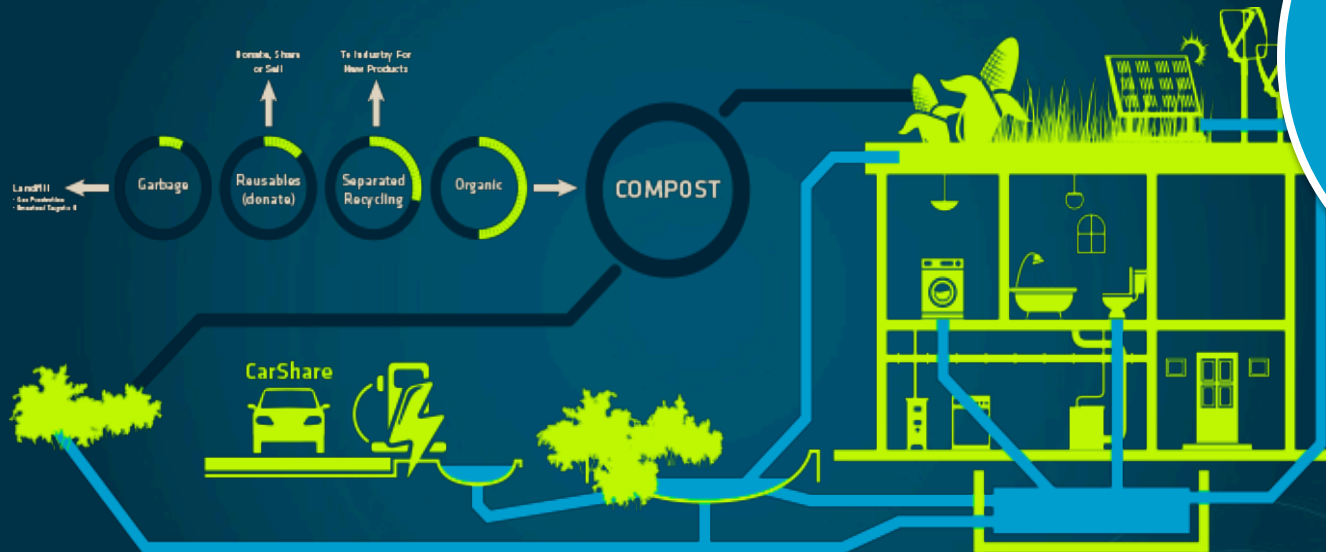 Donate, Share
or Sell
To Industry For
New Products
Landfill
Garbage
Reusables
(donate)
Separated
Recycling
Organic
COMPOST
CarShare